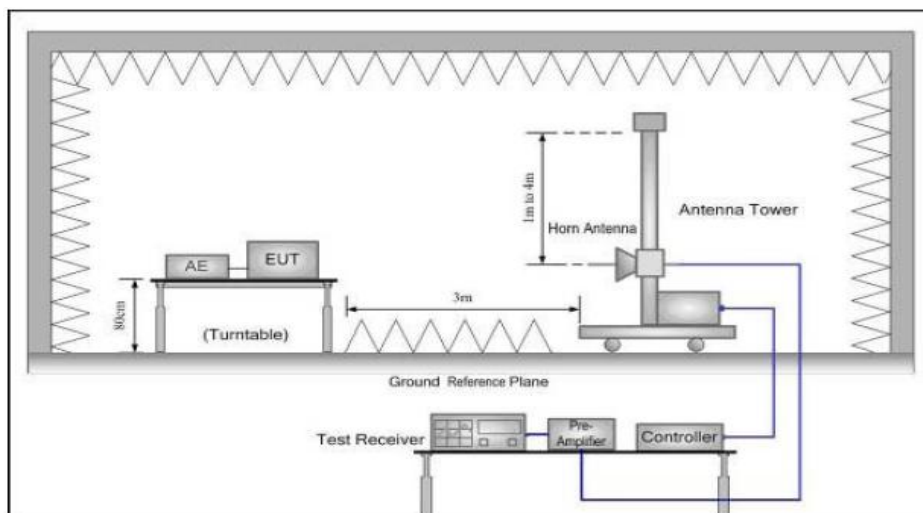 1m to 4m
Horn Antenna
Antenna Tower
AE
EUT
80cm
(Turntable)
3m
Ground Reference Plane
Test Receiver
Pre-
Amplifier
Controller